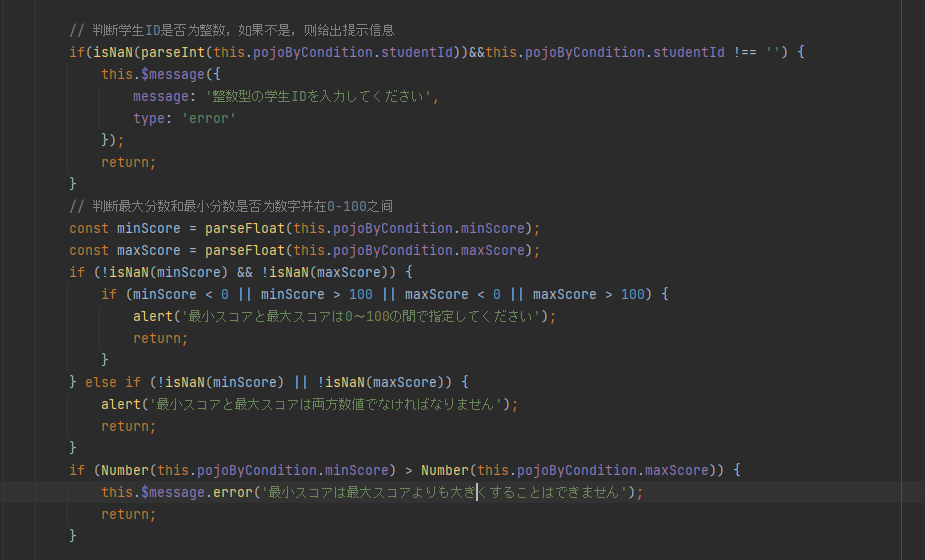 // 判断学生ID是否为整数，如果不是，则给出提示信息
if(isNaN(parseInt(this.pojoByCondition.studentId))&&this.pojoByCondition.studentId !== '') {
this.$message({
message: '整数型の学生IDを入力してください',
type: 'error'
});
return;
}
// 判断最大分数和最小分数是否为数字并在0-100之间
const minScore = parseFloat(this.pojoByCondition.minScore);
const maxScore = parseFloat(this.pojoByCondition.maxScore);
if (!isNaN(minScore) && !isNaN(maxScore)) {
if (minScore < 0 || minScore > 100 || maxScore < 0 || maxScore > 100) {
alert('最小スコアと最大スコアは0～100の間で指定してください');
return;
}
} else if (!isNaN(minScore) || !isNaN(maxScore)) {
alert('最小スコアと最大スコアは両方数値でなければなりません');
return;
}
if (Number(this.pojoByCondition.minScore) > Number(this.pojoByCondition.maxScore)) {
this.$message.error('最小スコアは最大スコアよりも大きくすることはできません');
return;
}